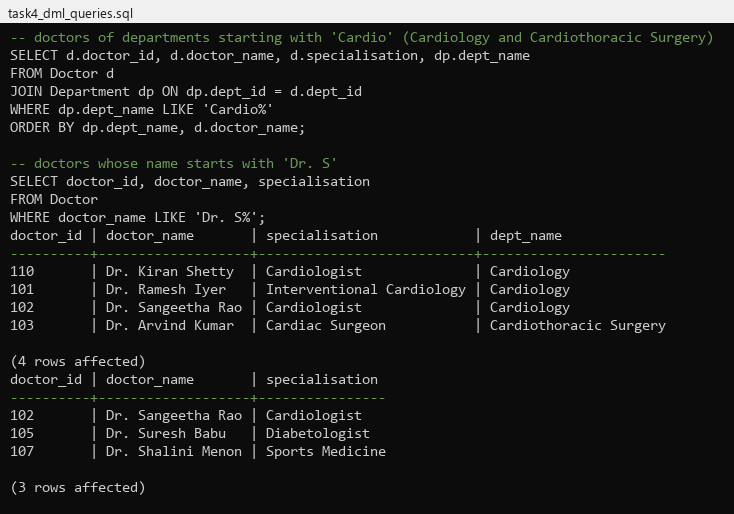 task4_dml_queries.sql
-- doctors of departments starting with 'Cardio' (Cardiology and Cardiothoracic Surgery)
SELECT d.doctor_id, d.doctor_name, d.specialisation, dp.dept_name
FROM Doctor d
JOIN Department dp ON dp.dept_id = d.dept_id
WHERE dp.dept_name LIKE 'Cardio%'
ORDER BY dp.dept_name, d.doctor_name;

-- doctors whose name starts with 'Dr. S'
SELECT doctor_id, doctor_name, specialisation
FROM Doctor
WHERE doctor_name LIKE 'Dr. S%';
doctor_id | doctor_name       | specialisation            | dept_name
----------+-------------------+---------------------------+-----------------------
110       | Dr. Kiran Shetty  | Cardiologist              | Cardiology
101       | Dr. Ramesh Iyer   | Interventional Cardiology | Cardiology
102       | Dr. Sangeetha Rao | Cardiologist              | Cardiology
103       | Dr. Arvind Kumar  | Cardiac Surgeon           | Cardiothoracic Surgery

(4 rows affected)
doctor_id | doctor_name       | specialisation
----------+-------------------+----------------
102       | Dr. Sangeetha Rao | Cardiologist
105       | Dr. Suresh Babu   | Diabetologist
107       | Dr. Shalini Menon | Sports Medicine

(3 rows affected)